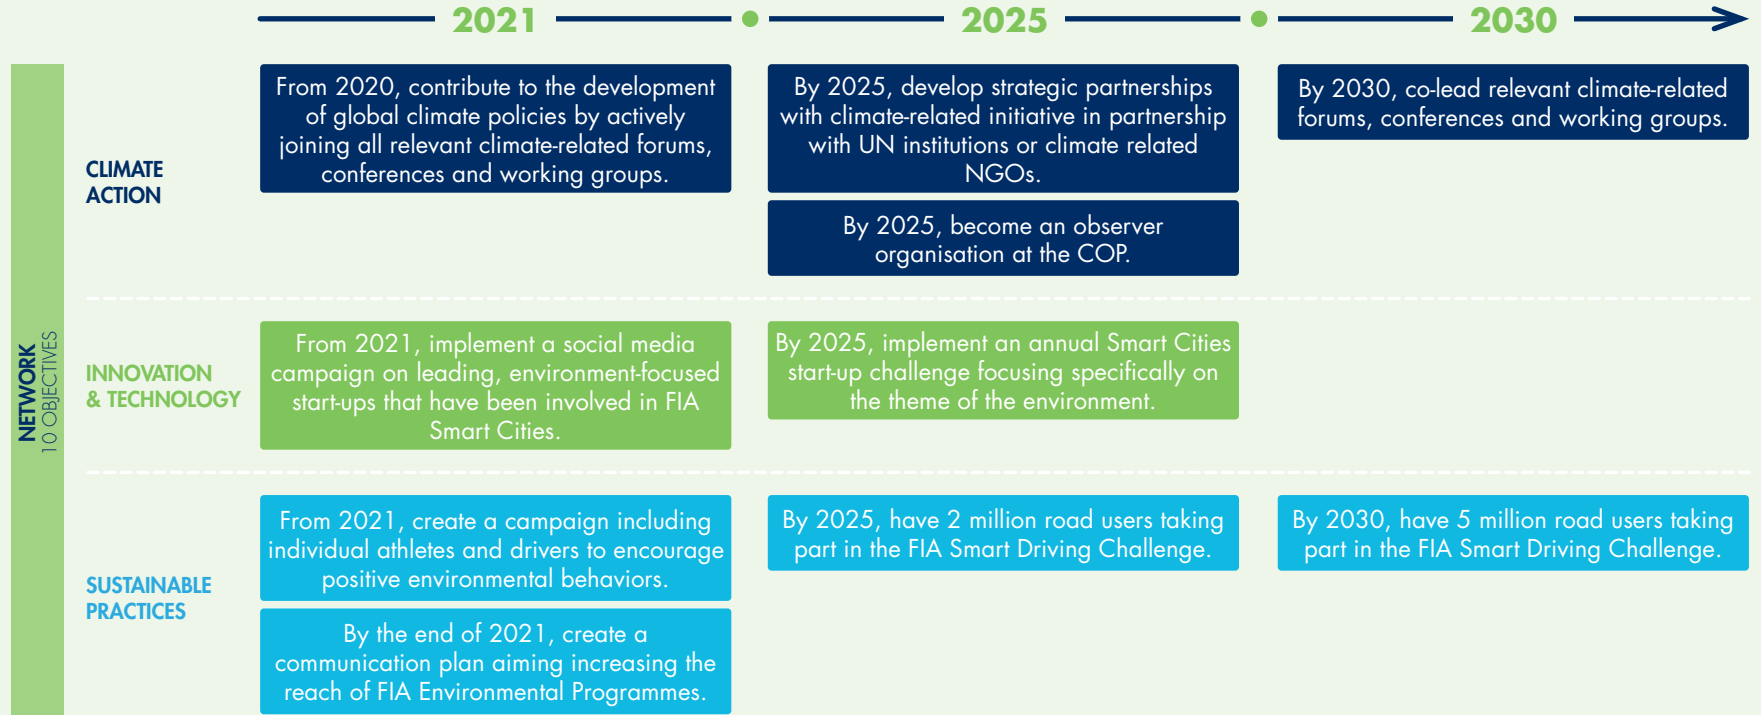 2021
2025
2030
NETWORK
10 OBJECTIVES
CLIMATE
ACTION
From 2020, contribute to the development
of global climate policies by actively
joining all relevant climate-related forums,
conferences and working groups.
By 2025, develop strategic partnerships
with climate-related initiative in partnership
with UN institutions or climate related
NGOs.
By 2025, become an observer
organisation at the COP.
By 2030, co-lead relevant climate-related
forums, conferences and working groups.
INNOVATION
& TECHNOLOGY
From 2021, implement a social media
campaign on leading, environment-focused
start-ups that have been involved in FIA
Smart Cities.
By 2025, implement an annual Smart Cities
start-up challenge focusing specifically on
the theme of the environment.
SUSTAINABLE
PRACTICES
From 2021, create a campaign including
individual athletes and drivers to encourage
positive environmental behaviors.
By the end of 2021, create a
communication plan aiming increasing the
reach of FIA Environmental Programmes.
By 2025, have 2 million road users taking
part in the FIA Smart Driving Challenge.
By 2030, have 5 million road users taking
part in the FIA Smart Driving Challenge.